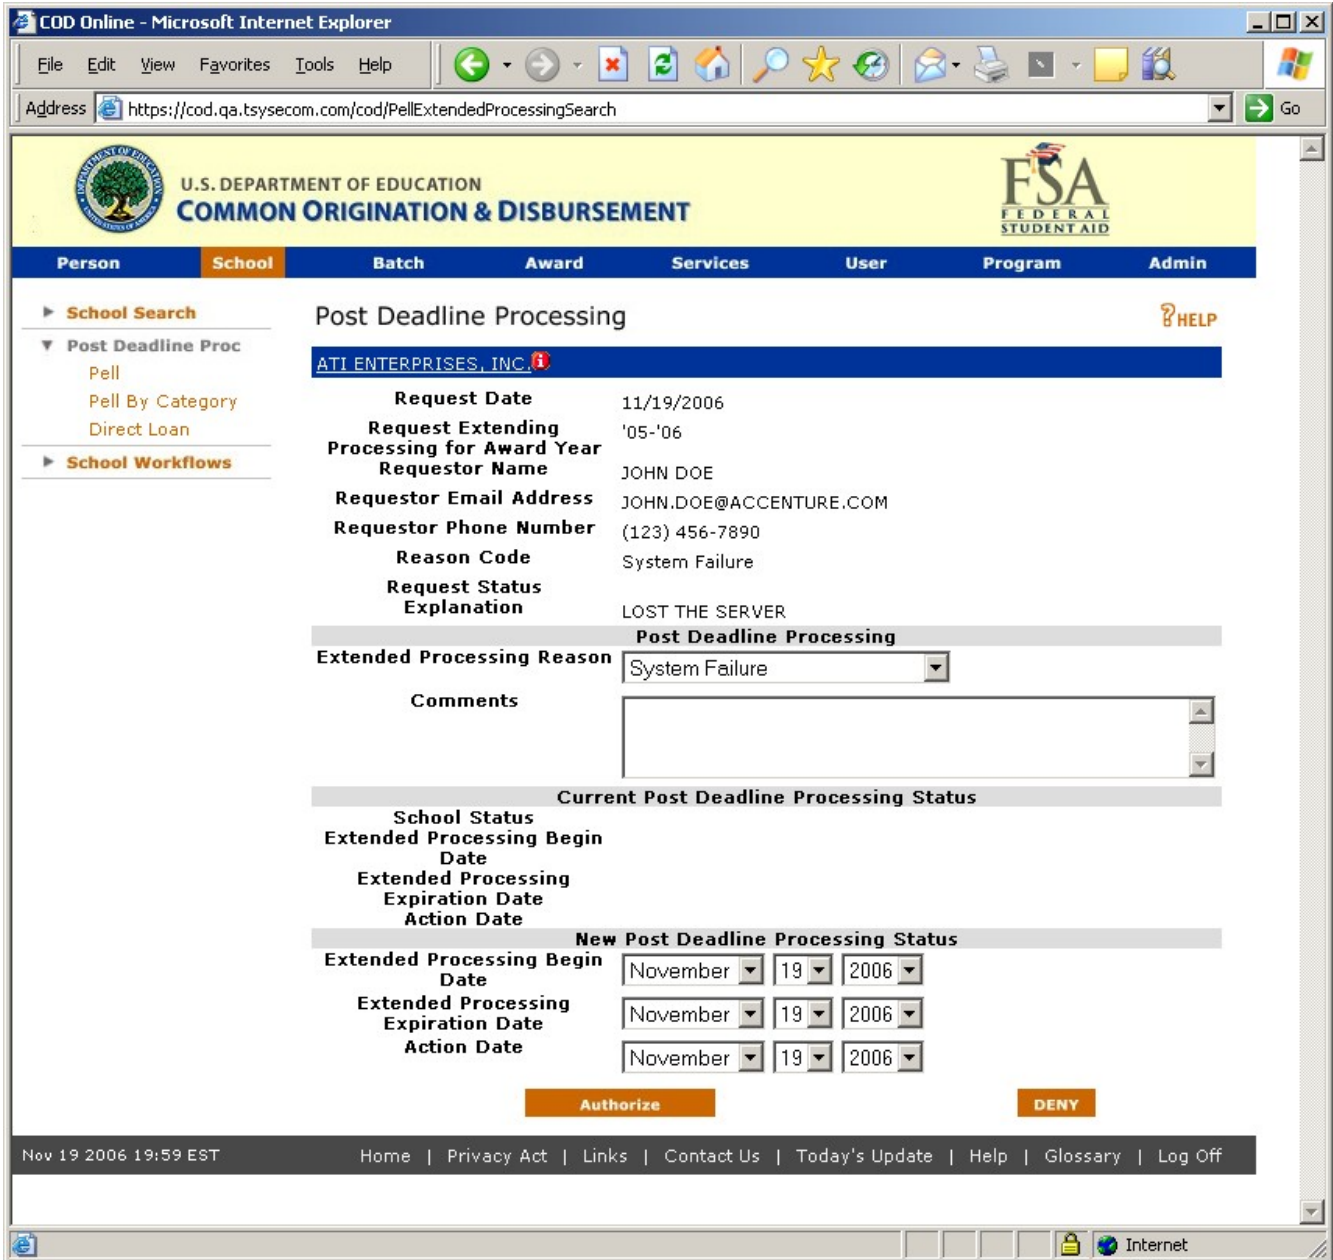 COD Online - Microsoft Internet Explorer
File Edit View Favorites Tools Help
Address https://cod.qa.tsysecom.com/cod/PellExtendedProcessingSearch Go
U.S. DEPARTMENT OF EDUCATION
COMMON ORIGINATION & DISBURSEMENT
FSA
FEDERAL
STUDENT AID
Person School Batch Award Services User Program Admin
School Search
Post Deadline Proc
Pell
Pell By Category
Direct Loan
School Workflows
Post Deadline Processing
?HELP
ATI ENTERPRISES, INC.
Request Date 11/19/2006
Request Extending '05-'06
Processing for Award Year
Requestor Name JOHN DOE
Requestor Email Address JOHN.DOE@ACCENTURE.COM
Requestor Phone Number (123) 456-7890
Reason Code System Failure
Request Status
Explanation LOST THE SERVER
Post Deadline Processing
Extended Processing Reason System Failure
Comments
Current Post Deadline Processing Status
School Status
Extended Processing Begin
Date
Extended Processing
Expiration Date
Action Date
New Post Deadline Processing Status
Extended Processing Begin
Date November 19 2006
Extended Processing
Expiration Date November 19 2006
Action Date November 19 2006
Authorize DENY
Nov 19 2006 19:59 EST Home | Privacy Act | Links | Contact Us | Today's Update | Help | Glossary | Log Off
Internet